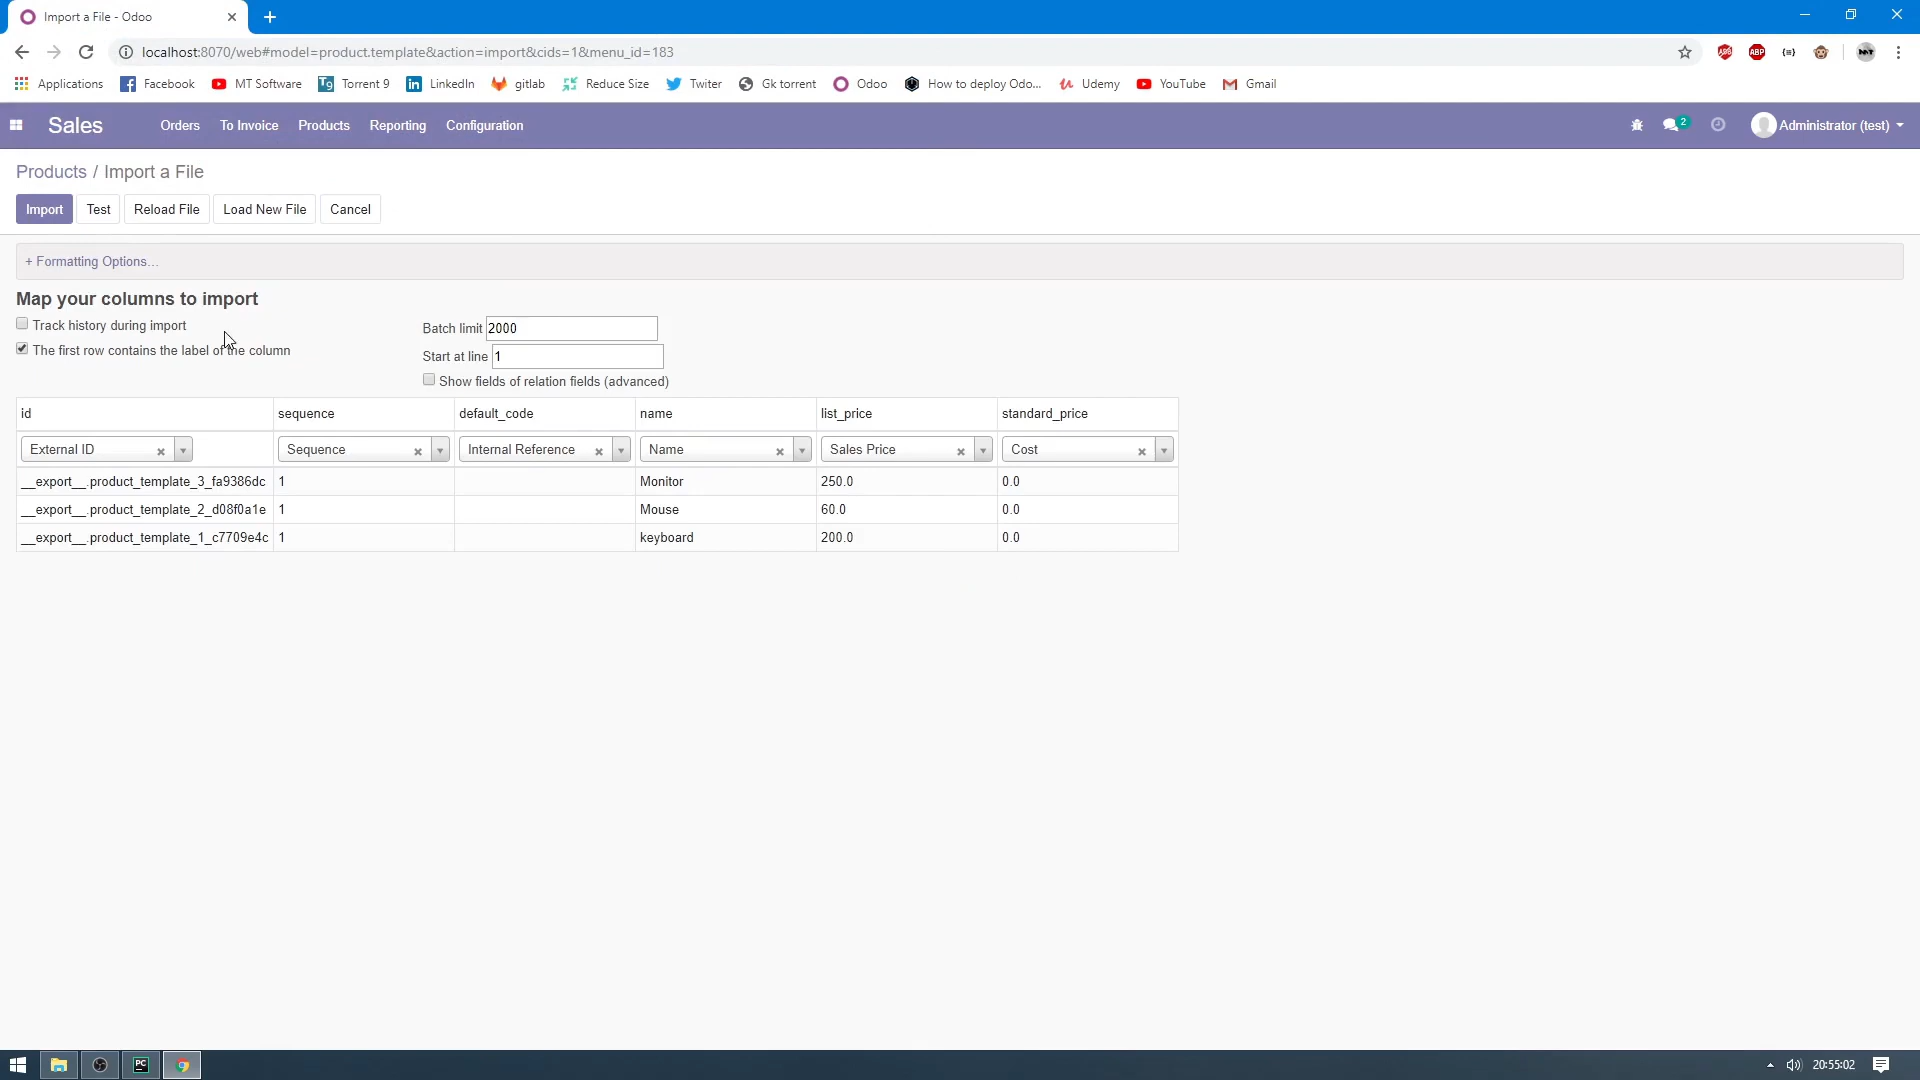 Import a File - Odoo
localhost:8070/web#model=product.template&action=import&cids=1&menu_id=183
Applications Facebook MT Software Torrent 9 LinkedIn gitlab Reduce Size Twiter Gk torrent Odoo How to deploy Odo... Udemy YouTube Gmail
Sales Orders To Invoice Products Reporting Configuration 2 Administrator (test)
Products / Import a File
Import Test Reload File Load New File Cancel
+ Formatting Options…
Map your columns to import
Track history during import
The first row contains the label of the column
Batch limit 2000
Start at line 1
Show fields of relation fields (advanced)
id sequence default_code name list_price standard_price
External ID Sequence Internal Reference Name Sales Price Cost
__export__.product_template_3_fa9386dc 1 Monitor 250.0 0.0
__export__.product_template_2_d08f0a1e 1 Mouse 60.0 0.0
__export__.product_template_1_c7709e4c 1 keyboard 200.0 0.0
20:55:02